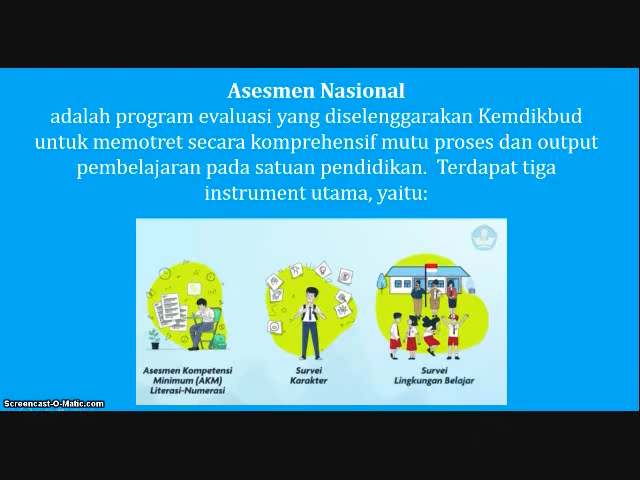 Asesmen Nasional
adalah program evaluasi yang diselenggarakan Kemdikbud
untuk memotret secara komprehensif mutu proses dan output
pembelajaran pada satuan pendidikan. Terdapat tiga
instrument utama, yaitu:
Asesmen Kompetensi
Minimum (AKM)
Literasi-Numerasi
Survei
Karakter
Survei
Lingkungan Belajar
Screencast-O-Matic.com